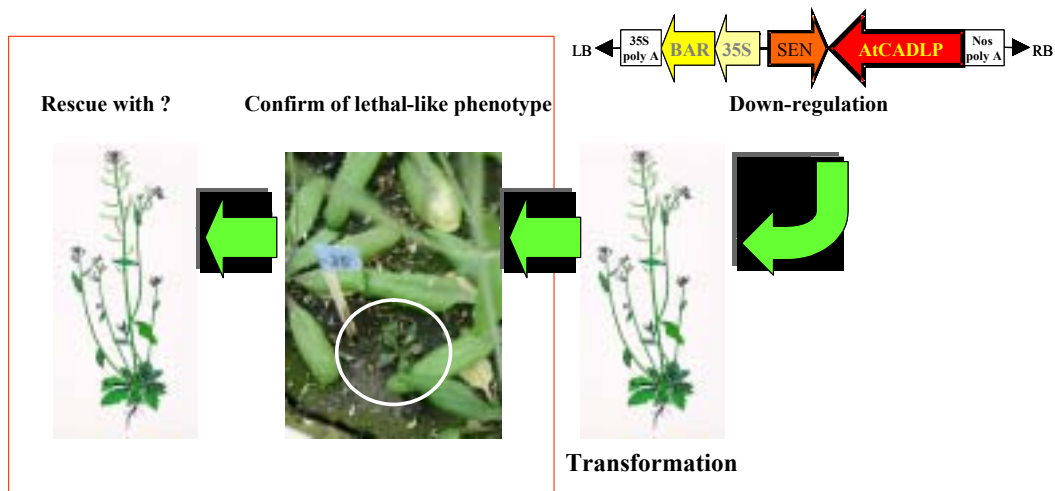 LB 35S poly A BAR 35S SEN AtCADLP Nos poly A RB
Rescue with ?
Confirm of lethal-like phenotype
Down-regulation
Transformation